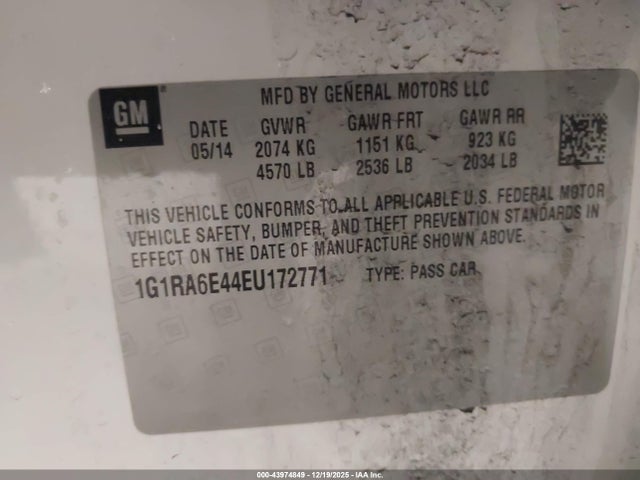 GM
MFD BY GENERAL MOTORS LLC
DATE GVWR GAWR FRT GAWR RR
05/14 2074 KG 1151 KG 923 KG
4570 LB 2536 LB 2034 LB
THIS VEHICLE CONFORMS TO ALL APPLICABLE U.S. FEDERAL MOTOR
VEHICLE SAFETY, BUMPER, AND THEFT PREVENTION STANDARDS IN
EFFECT ON THE DATE OF MANUFACTURE SHOWN ABOVE.
1G1RA6E44EU172771 TYPE: PASS CAR
000-43974849 - 12/19/2025 - IAA Inc.